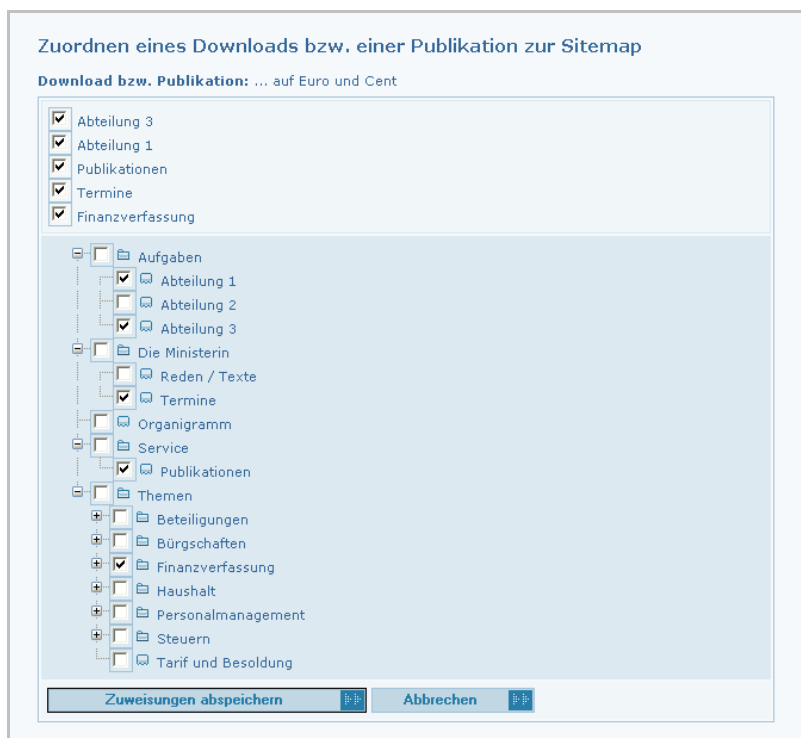 Zuordnen eines Downloads bzw. einer Publikation zur Sitemap
Download bzw. Publikation: ... auf Euro und Cent
Abteilung 3
Abteilung 1
Publikationen
Termine
Finanzverfassung
Aufgaben
Abteilung 1
Abteilung 2
Abteilung 3
Die Ministerin
Reden / Texte
Termine
Organigramm
Service
Publikationen
Themen
Beteiligungen
Bürgschaften
Finanzverfassung
Haushalt
Personalmanagement
Steuern
Tarif und Besoldung
Zuweisungen abspeichern Abbrechen